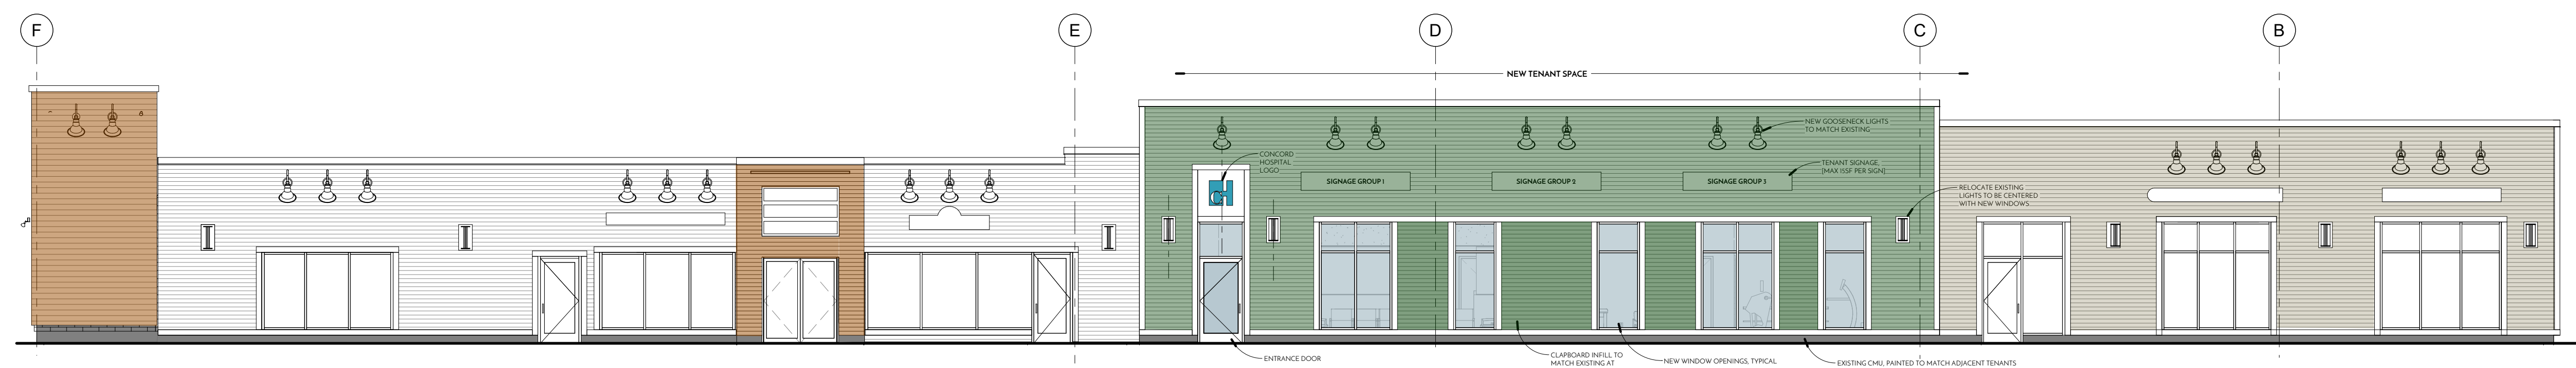 F
E
D
C
B
NEW TENANT SPACE
NEW GOOSENECK LIGHTS
TO MATCH EXISTING
CONCORD
HOSPITAL
LOGO
CH
TENANT SIGNAGE,
[MAX 15SF PER SIGN]
SIGNAGE GROUP 1
SIGNAGE GROUP 2
SIGNAGE GROUP 3
RELOCATE EXISTING
LIGHTS TO BE CENTERED
WITH NEW WINDOWS
ENTRANCE DOOR
CLAPBOARD INFILL TO
MATCH EXISTING AT
NEW WINDOW OPENINGS, TYPICAL
EXISTING CMU, PAINTED TO MATCH ADJACENT TENANTS